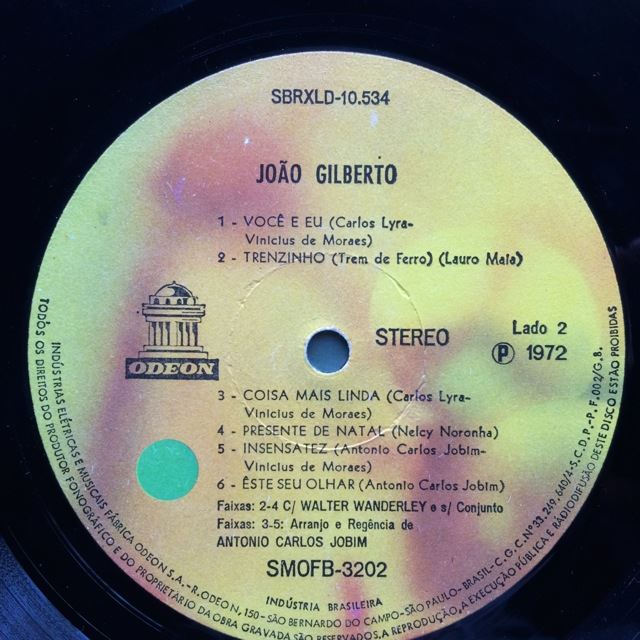 SBRXLD-10.534
JOÃO GILBERTO
1 - VOCÊ E EU (Carlos Lyra-
Vinicius de Moraes)
2 - TRENZINHO (Trem de Ferro) (Lauro Maia)
ODEON
STEREO
Lado 2
Ⓟ 1972
3 - COISA MAIS LINDA (Carlos Lyra-
Vinicius de Moraes)
4 - PRESENTE DE NATAL (Nelcy Noronha)
5 - INSENSATEZ (Antonio Carlos Jobim-
Vinicius de Moraes)
6 - ÊSTE SEU OLHAR (Antonio Carlos Jobim)
Faixas: 2-4 C/ WALTER WANDERLEY e s/ Conjunto
Faixas: 3-5: Arranjo e Regência de
ANTONIO CARLOS JOBIM
SMOFB-3202
INDÚSTRIA BRASILEIRA
INDÚSTRIAS ELÉTRICAS E MUSICAIS FÁBRICA ODEON S.A.-R. ODEON, 150-SÃO BERNARDO DO CAMPO-SÃO PAULO-BRASIL-C.G.C. Nº 33.249.640/4-S.C.D.P.-P.F. 002/G.B.
TODOS OS DIREITOS DO PRODUTOR FONOGRÁFICO E DO PROPRIETÁRIO DA OBRA GRAVADA SÃO RESERVADOS. A REPRODUÇÃO, A EXECUÇÃO PÚBLICA E RADIODIFUSÃO DESTE DISCO ESTÃO PROIBIDAS